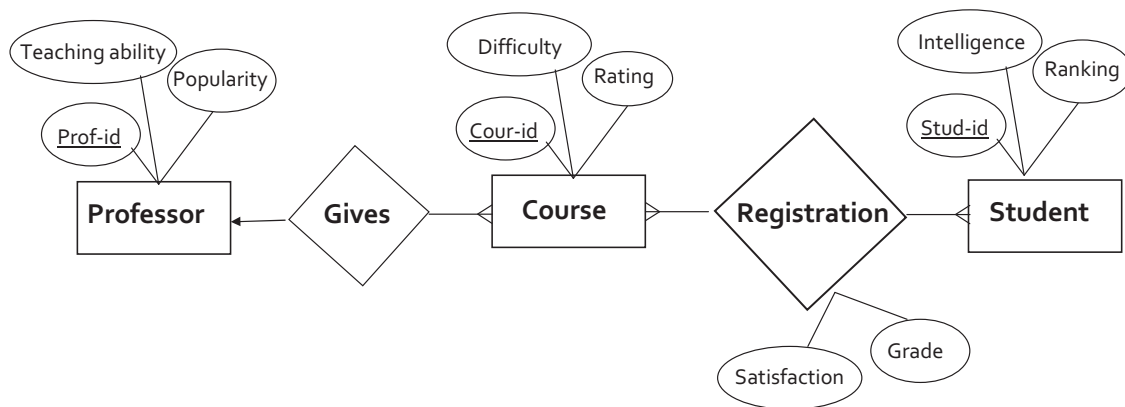 Teaching ability
Popularity
Prof-id
Professor
Gives
Difficulty
Rating
Cour-id
Course
Registration
Satisfaction
Grade
Intelligence
Ranking
Stud-id
Student